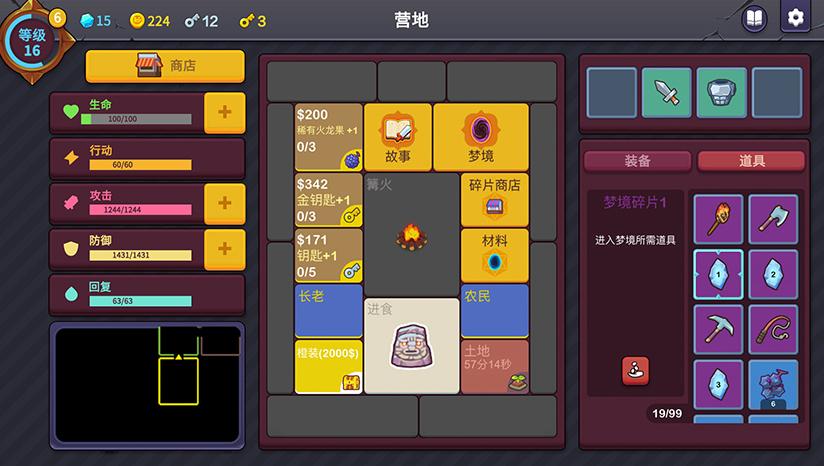 等级
16
6
15
224
12
3
营地
商店
生命
100/100
+
行动
60/60
攻击
1244/1244
+
防御
1431/1431
+
回复
63/63
$200
稀有火龙果 +1
0/3
故事
梦境
$342
金钥匙+1
0/3
篝火
碎片商店
$171
钥匙+1
0/5
材料
长老
进食
农民
橙装(2000$)
土地
57分14秒
装备
道具
梦境碎片1
进入梦境所需道具
1
2
3
6
19/99